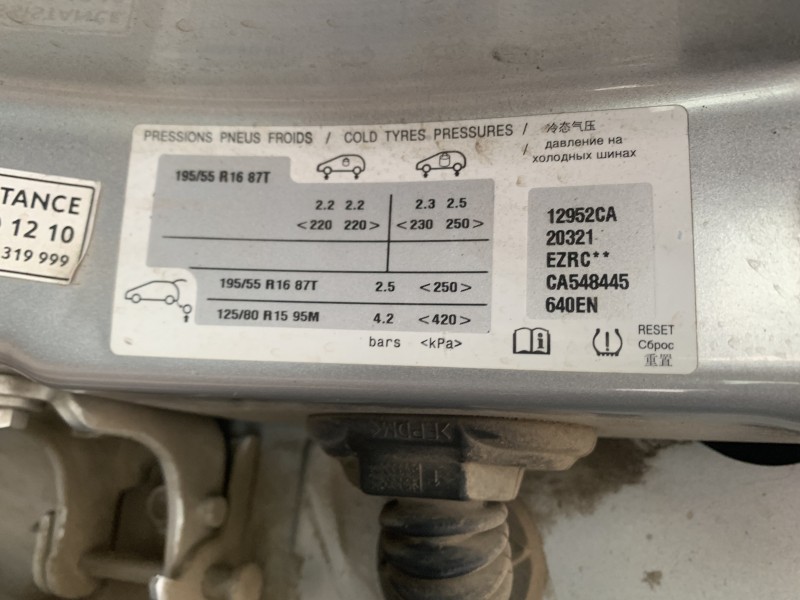 PRESSIONS PNEUS FROIDS / COLD TYRES PRESSURES / 冷态气压
/ давление на
холодных шинах
195/55 R16 87T
2.2 2.2 2.3 2.5
<220 220> <230 250>
195/55 R16 87T 2.5 <250>
125/80 R15 95M 4.2 <420>
bars <kPa>
12952CA
20321
EZRC**
CA548445
640EN
RESET
Сброс
重置
TANCE
1 12 10
319 999